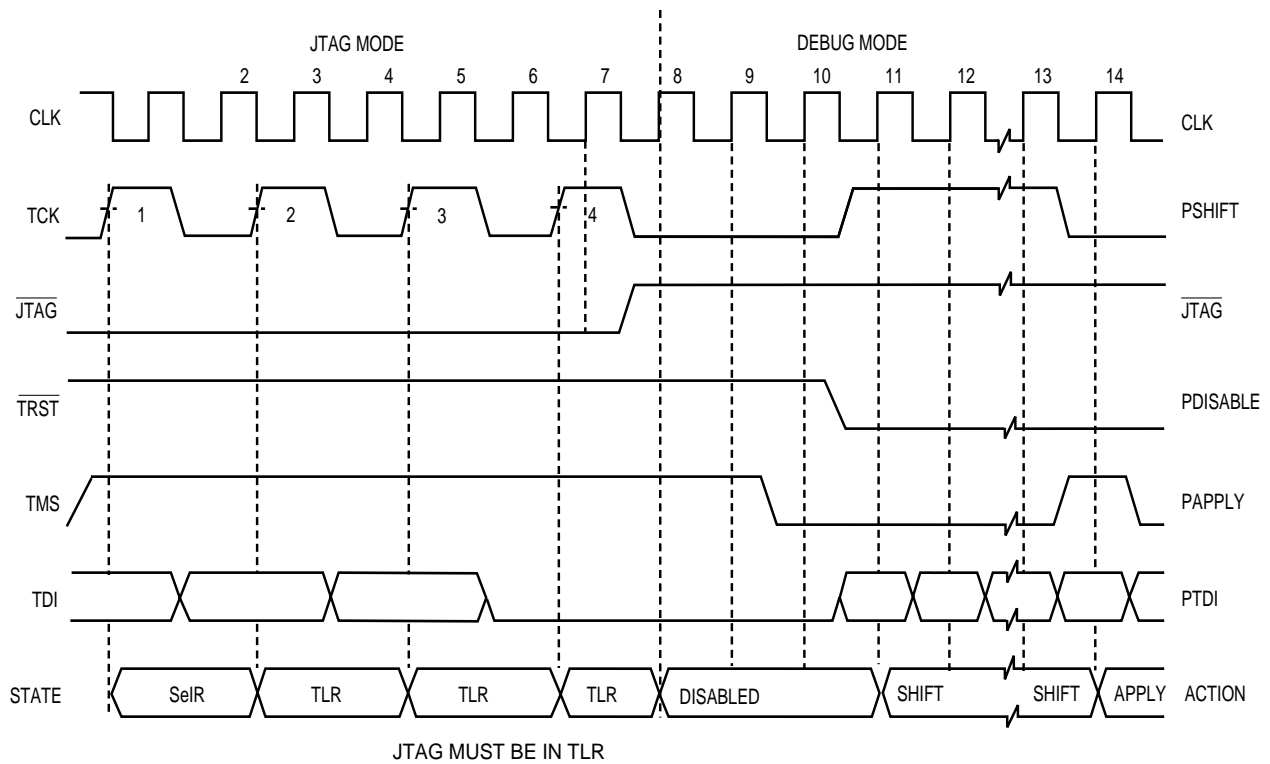 JTAG MODE DEBUG MODE
2 3 4 5 6 7 8 9 10 11 12 13 14
CLK CLK
TCK 1 2 3 4 PSHIFT
JTAG JTAG
TRST PDISABLE
TMS PAPPLY
TDI PTDI
STATE SelR TLR TLR TLR DISABLED SHIFT SHIFT APPLY ACTION
JTAG MUST BE IN TLR